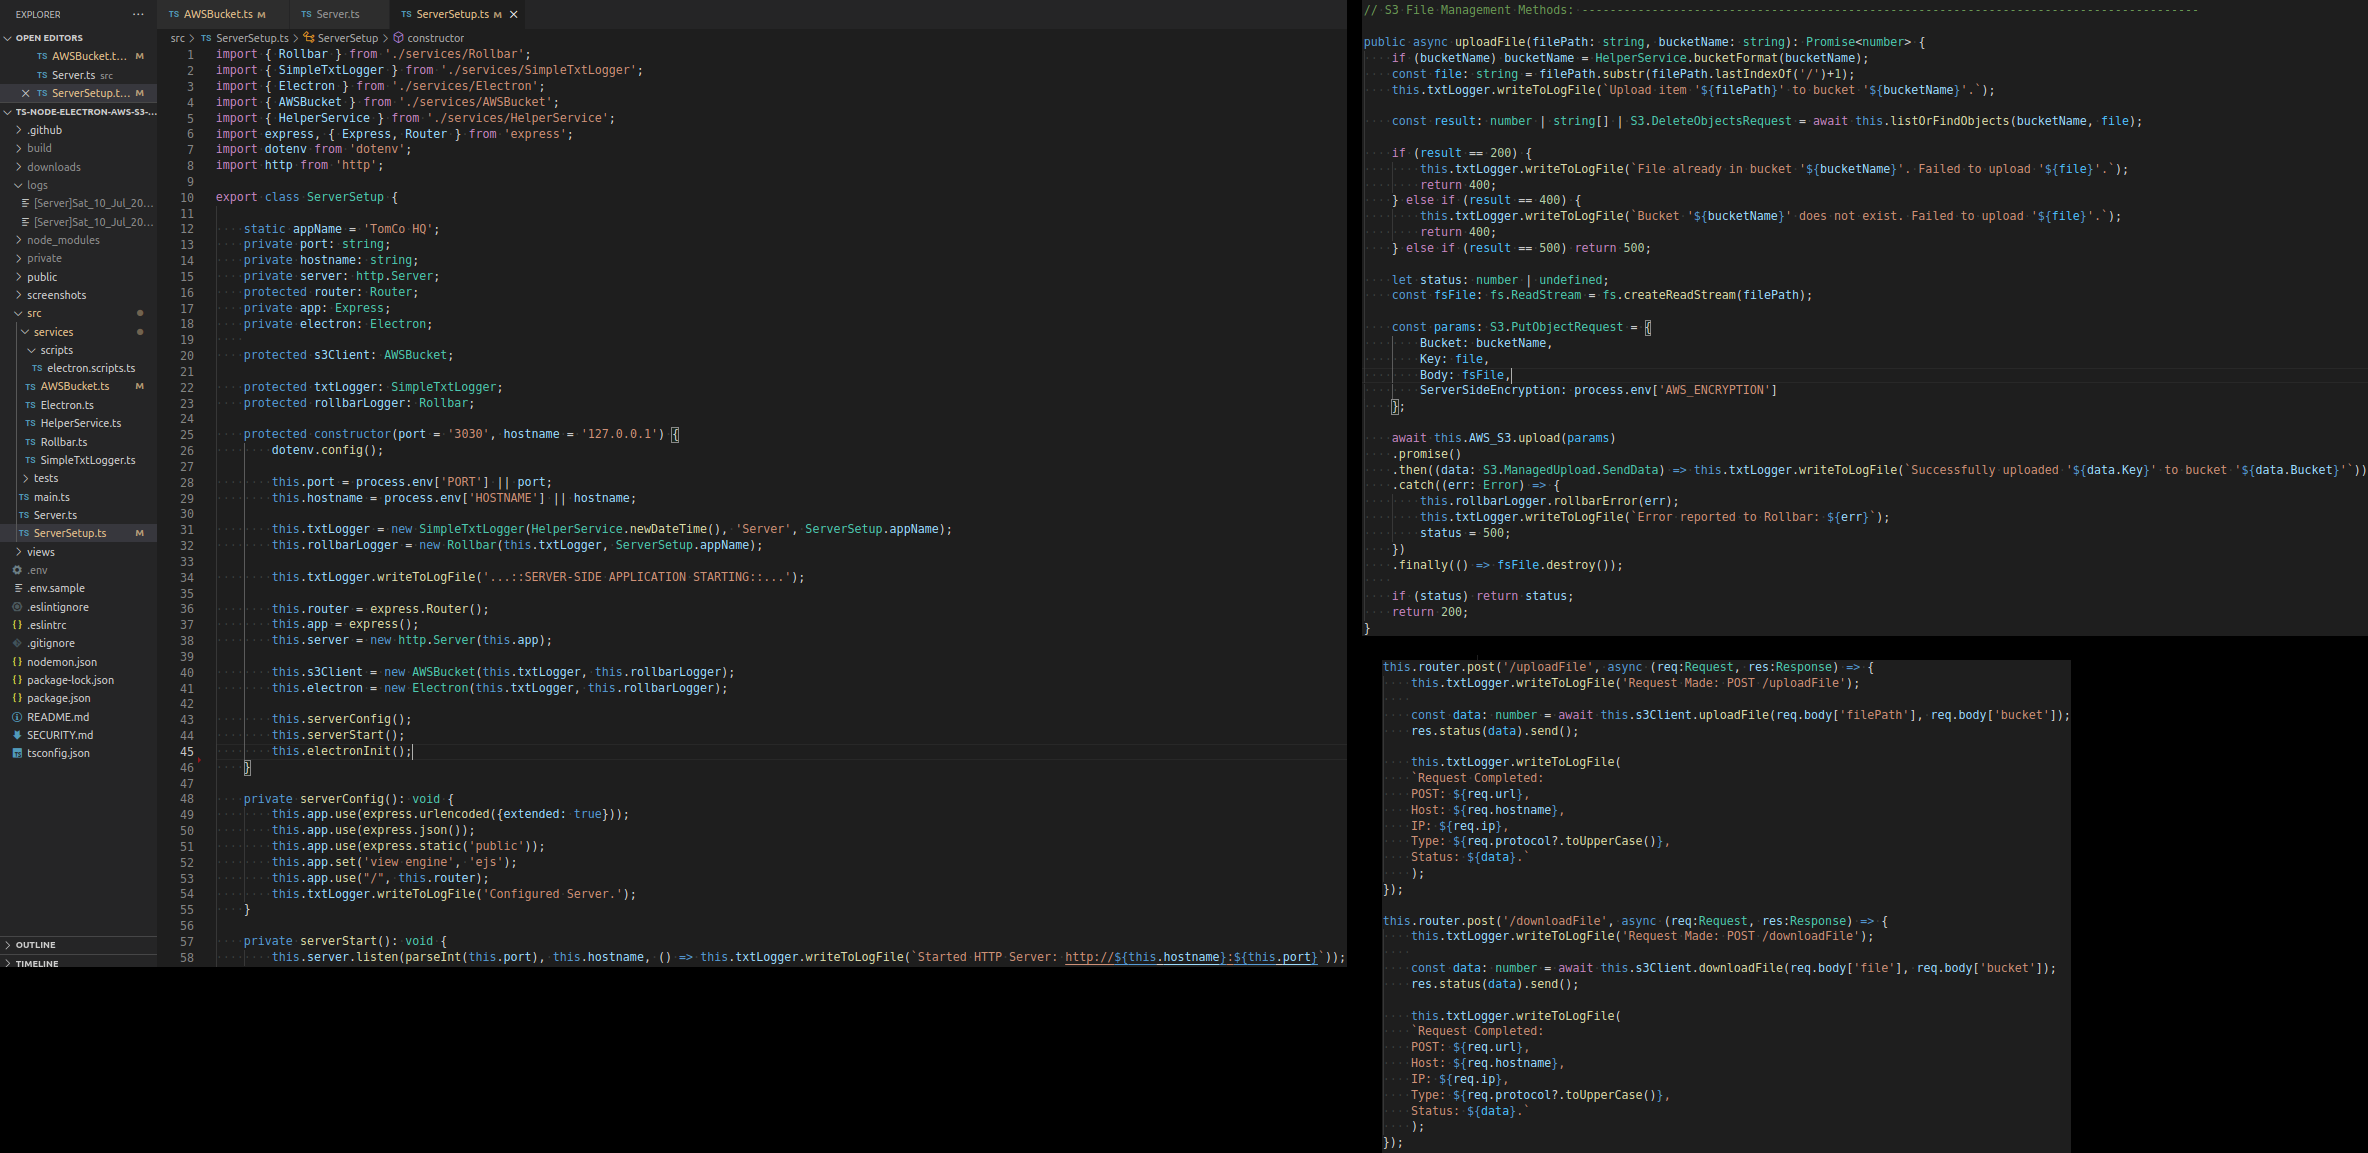 EXPLORER ···
OPEN EDITORS
TS AWSBucket.t... M
TS Server.ts src
TS ServerSetup.t... M
TS-NODE-ELECTRON-AWS-S3-...
.github
build
downloads
logs
[Server]Sat_10_Jul_20...
[Server]Sat_10_Jul_20...
node_modules
private
public
screenshots
src
services
scripts
TS electron.scripts.ts
TS AWSBucket.ts M
TS Electron.ts
TS HelperService.ts
TS Rollbar.ts
TS SimpleTxtLogger.ts
tests
TS main.ts
TS Server.ts
TS ServerSetup.ts M
views
.env
.env.sample
.eslintignore
{} .eslintrc
.gitignore
{} nodemon.json
{} package-lock.json
{} package.json
README.md
SECURITY.md
tsconfig.json
OUTLINE
TIMELINE
TS AWSBucket.ts M TS Server.ts TS ServerSetup.ts M
src > TS ServerSetup.ts > ServerSetup > constructor
1 import { Rollbar } from './services/Rollbar';
2 import { SimpleTxtLogger } from './services/SimpleTxtLogger';
3 import { Electron } from './services/Electron';
4 import { AWSBucket } from './services/AWSBucket';
5 import { HelperService } from './services/HelperService';
6 import express, { Express, Router } from 'express';
7 import dotenv from 'dotenv';
8 import http from 'http';
9
10 export class ServerSetup {
11
12 static appName = 'TomCo HQ';
13 private port: string;
14 private hostname: string;
15 private server: http.Server;
16 protected router: Router;
17 private app: Express;
18 private electron: Electron;
19
20 protected s3Client: AWSBucket;
21
22 protected txtLogger: SimpleTxtLogger;
23 protected rollbarLogger: Rollbar;
24
25 protected constructor(port = '3030', hostname = '127.0.0.1') {
26 dotenv.config();
27
28 this.port = process.env['PORT'] || port;
29 this.hostname = process.env['HOSTNAME'] || hostname;
30
31 this.txtLogger = new SimpleTxtLogger(HelperService.newDateTime(), 'Server', ServerSetup.appName);
32 this.rollbarLogger = new Rollbar(this.txtLogger, ServerSetup.appName);
33
34 this.txtLogger.writeToLogFile('...::SERVER-SIDE APPLICATION STARTING::...');
35
36 this.router = express.Router();
37 this.app = express();
38 this.server = new http.Server(this.app);
39
40 this.s3Client = new AWSBucket(this.txtLogger, this.rollbarLogger);
41 this.electron = new Electron(this.txtLogger, this.rollbarLogger);
42
43 this.serverConfig();
44 this.serverStart();
45 this.electronInit();
46 }
47
48 private serverConfig(): void {
49 this.app.use(express.urlencoded({extended: true}));
50 this.app.use(express.json());
51 this.app.use(express.static('public'));
52 this.app.set('view engine', 'ejs');
53 this.app.use("/", this.router);
54 this.txtLogger.writeToLogFile('Configured Server.');
55 }
56
57 private serverStart(): void {
58 this.server.listen(parseInt(this.port), this.hostname, () => this.txtLogger.writeToLogFile(`Started HTTP Server: http://${this.hostname}:${this.port}`));
// S3 File Management Methods: ----------------------------------------------------------------------------------------
public async uploadFile(filePath: string, bucketName: string): Promise<number> {
if (bucketName) bucketName = HelperService.bucketFormat(bucketName);
const file: string = filePath.substr(filePath.lastIndexOf('/')+1);
this.txtLogger.writeToLogFile(`Upload item '${filePath}' to bucket '${bucketName}'.`);
const result: number | string[] | S3.DeleteObjectsRequest = await this.listOrFindObjects(bucketName, file);
if (result == 200) {
this.txtLogger.writeToLogFile(`File already in bucket '${bucketName}'. Failed to upload '${file}'.`);
return 400;
} else if (result == 400) {
this.txtLogger.writeToLogFile(`Bucket '${bucketName}' does not exist. Failed to upload '${file}'.`);
return 400;
} else if (result == 500) return 500;
let status: number | undefined;
const fsFile: fs.ReadStream = fs.createReadStream(filePath);
const params: S3.PutObjectRequest = {
Bucket: bucketName,
Key: file,
Body: fsFile,
ServerSideEncryption: process.env['AWS_ENCRYPTION']
};
await this.AWS_S3.upload(params)
.promise()
.then((data: S3.ManagedUpload.SendData) => this.txtLogger.writeToLogFile(`Successfully uploaded '${data.Key}' to bucket '${data.Bucket}'`))
.catch((err: Error) => {
this.rollbarLogger.rollbarError(err);
this.txtLogger.writeToLogFile(`Error reported to Rollbar: ${err}`);
status = 500;
})
.finally(() => fsFile.destroy());
if (status) return status;
return 200;
}
this.router.post('/uploadFile', async (req:Request, res:Response) => {
this.txtLogger.writeToLogFile('Request Made: POST /uploadFile');
const data: number = await this.s3Client.uploadFile(req.body['filePath'], req.body['bucket']);
res.status(data).send();
this.txtLogger.writeToLogFile(
`Request Completed:
POST: ${req.url},
Host: ${req.hostname},
IP: ${req.ip},
Type: ${req.protocol?.toUpperCase()},
Status: ${data}.`
);
});
this.router.post('/downloadFile', async (req:Request, res:Response) => {
this.txtLogger.writeToLogFile('Request Made: POST /downloadFile');
const data: number = await this.s3Client.downloadFile(req.body['file'], req.body['bucket']);
res.status(data).send();
this.txtLogger.writeToLogFile(
`Request Completed:
POST: ${req.url},
Host: ${req.hostname},
IP: ${req.ip},
Type: ${req.protocol?.toUpperCase()},
Status: ${data}.`
);
});